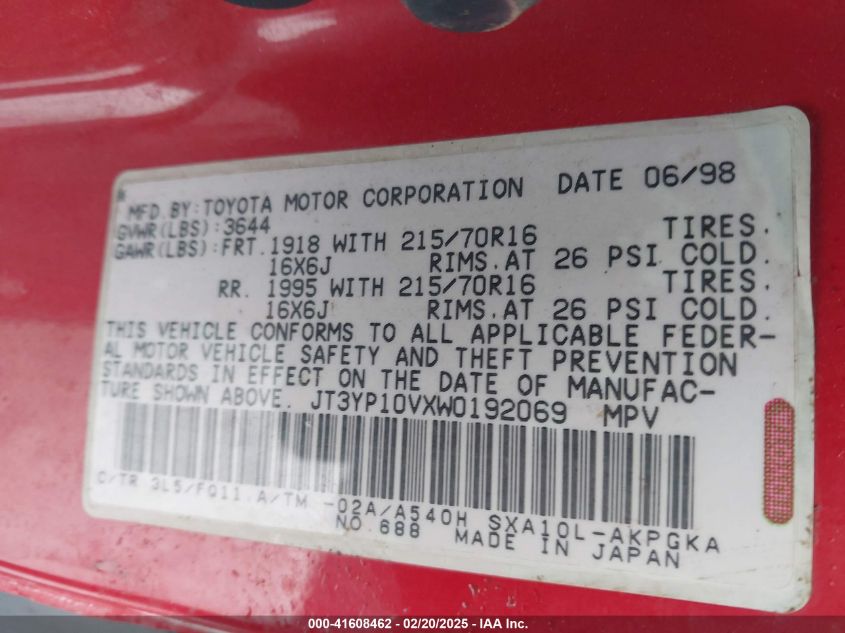 MFD.BY:TOYOTA MOTOR CORPORATION DATE 06/98
GVWR(LBS):3644
GAWR(LBS):FRT.1918 WITH 215/70R16 TIRES.
16X6J RIMS.AT 26 PSI COLD.
RR. 1995 WITH 215/70R16 TIRES.
16X6J RIMS.AT 26 PSI COLD.
THIS VEHICLE CONFORMS TO ALL APPLICABLE FEDER-
AL MOTOR VEHICLE SAFETY AND THEFT PREVENTION
STANDARDS IN EFFECT ON THE DATE OF MANUFAC-
TURE SHOWN ABOVE. JT3YP10VXW0192069 MPV
C/TR 3L5/FQ11.A/TM -02A/A540H SXA10L-AKPGKA
NO.688 MADE IN JAPAN
000-41608462 - 02/20/2025 - IAAI, Inc.